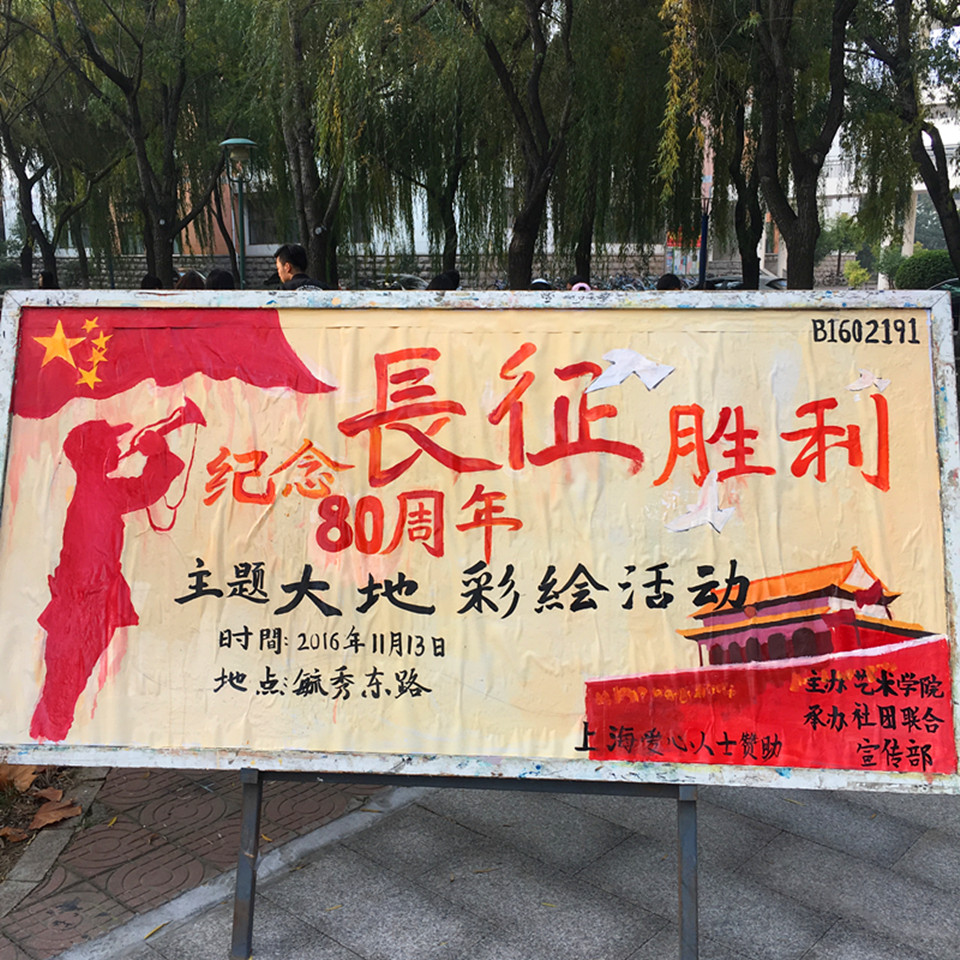 B1602191
纪念長征胜利
80周年
主题大地彩绘活动
时間:2016年11月13日
地点:毓秀东路
主办艺术学院
承办社团联合
宣传部
上海爱心人士赞助